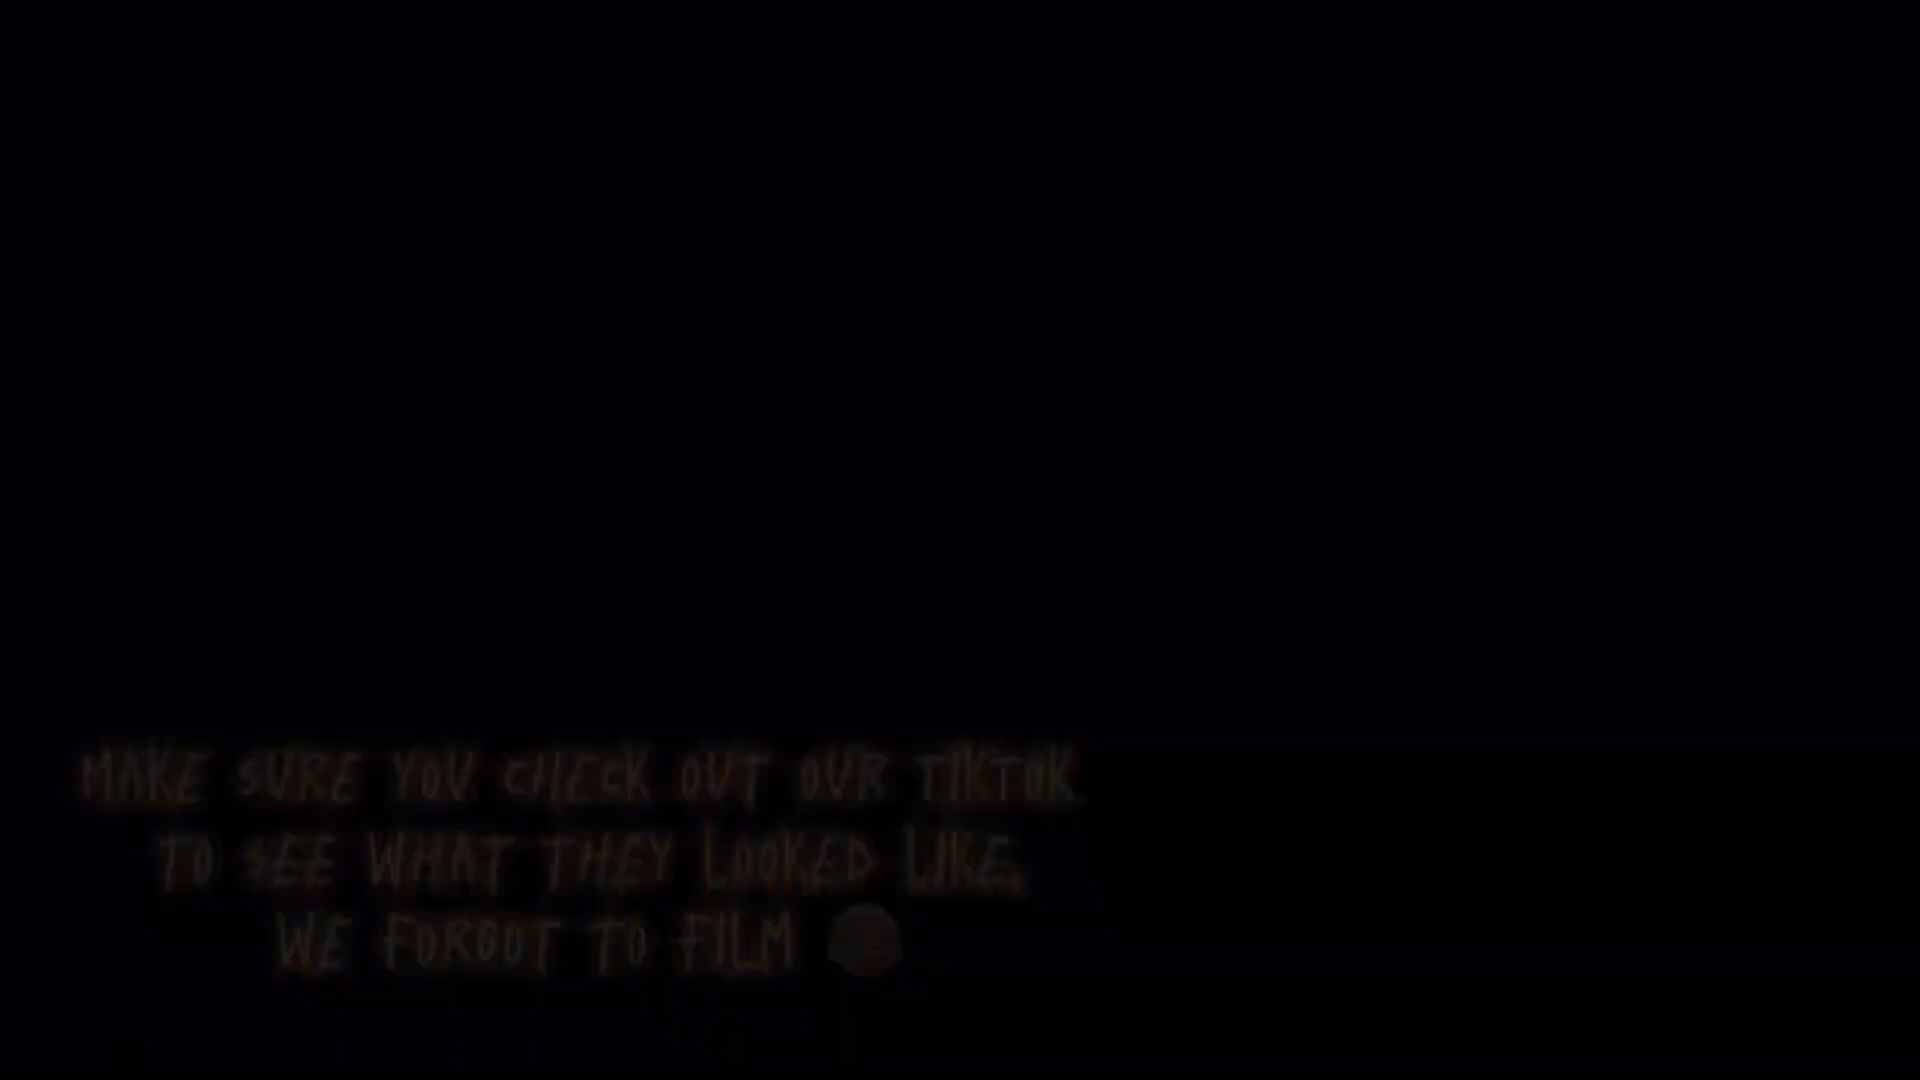 MAKE SURE YOU CHECK OUT OUR TIKTOK
TO SEE WHAT THEY LOOKED LIKE.
WE FORGOT TO FILM